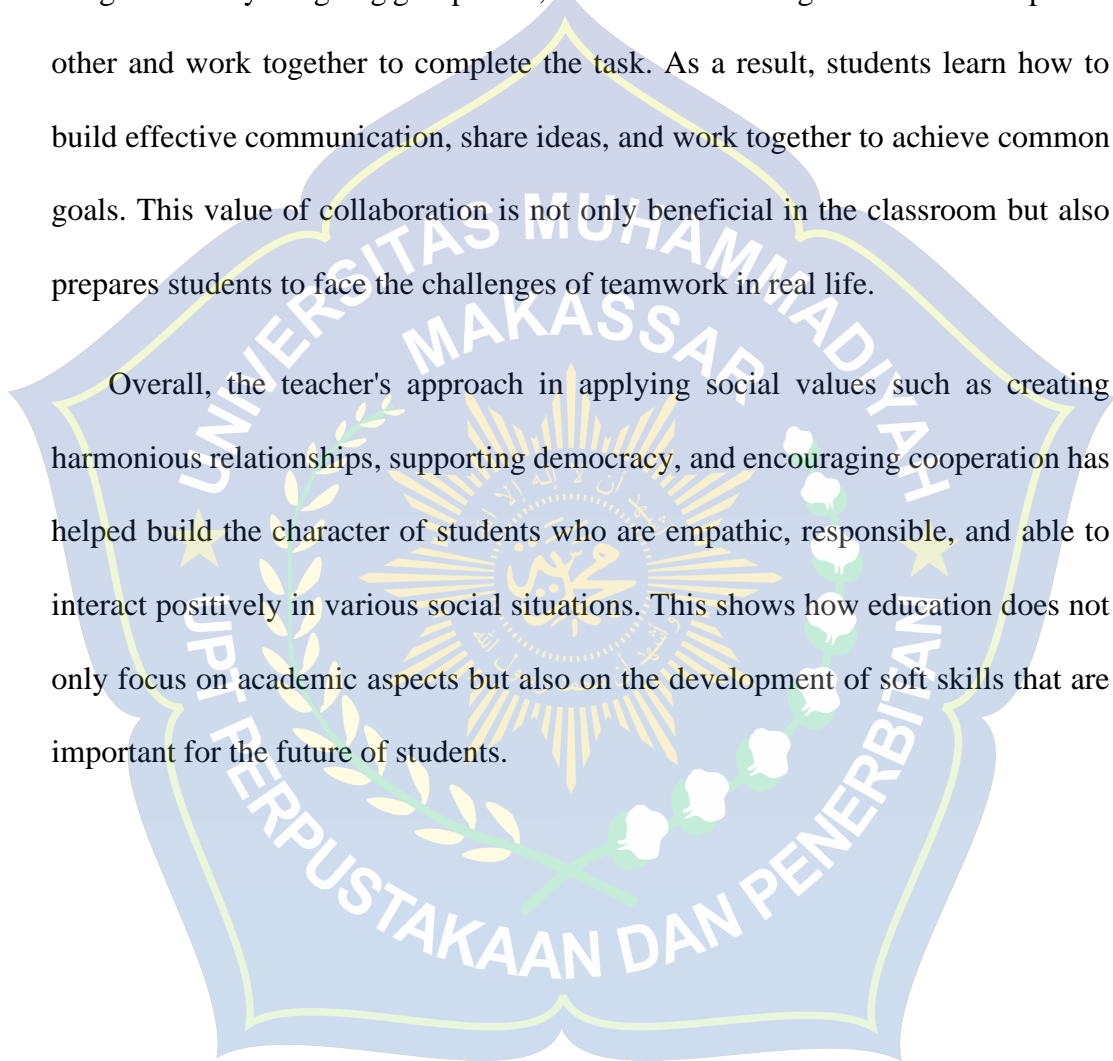 other and work together to complete the task. As a result, students learn how to
build effective communication, share ideas, and work together to achieve common
goals. This value of collaboration is not only beneficial in the classroom but also
prepares students to face the challenges of teamwork in real life.
Overall, the teacher's approach in applying social values such as creating
harmonious relationships, supporting democracy, and encouraging cooperation has
helped build the character of students who are empathic, responsible, and able to
interact positively in various social situations. This shows how education does not
only focus on academic aspects but also on the development of soft skills that are
important for the future of students.
UNIVERSITAS MUHAMMADIYAH
MAKASSAR
UPT PERPUSTAKAAN DAN PENERBITAN